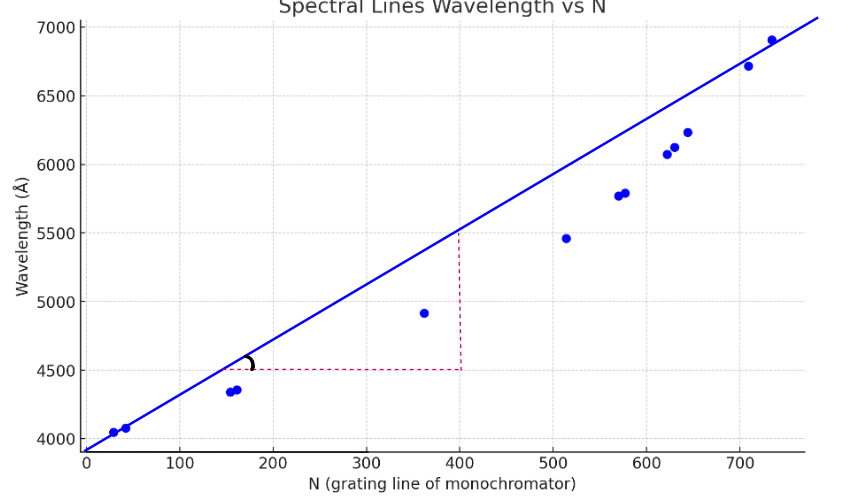 Spectral Lines Wavelength vs N
7000
6500
6000
5500
5000
4500
4000
Wavelength (Å)
0 100 200 300 400 500 600 700
N (grating line of monochromator)